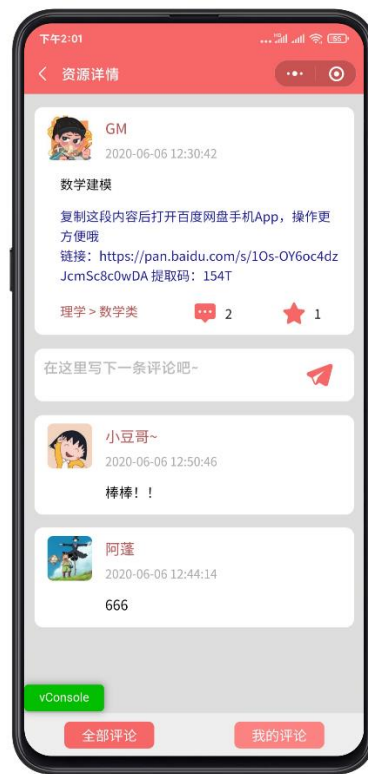 下午2:01
资源详情
GM
2020-06-06 12:30:42
数学建模
复制这段内容后打开百度网盘手机App，操作更
方便哦
链接：https://pan.baidu.com/s/1Os-OY6oc4dz
JcmSc8c0wDA 提取码：154T
理学 > 数学类 2 1
在这里写下一条评论吧~
小豆哥~
2020-06-06 12:50:46
棒棒！！
阿蓬
2020-06-06 12:44:14
666
vConsole
全部评论 我的评论